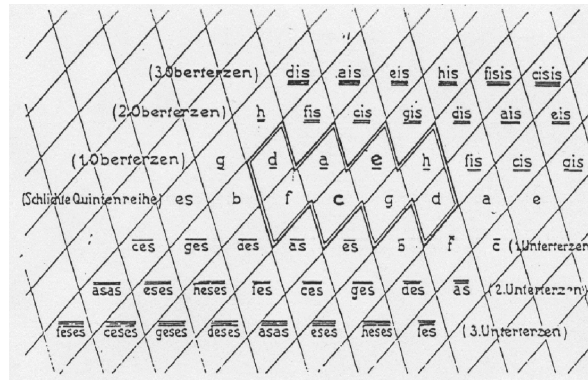 (3.Oberterzen) dis ais eis his fisis cisis
(2.Oberterzen) h fis cis gis dis ais eis
(1.Oberterzen) g d a e h fis cis gis
(Schlichte Quintenreihe) es b f c g d a e
ces ges des as es b f c (1.Unterterzen
asas eses heses fes ces ges des as (2.Unterterzen)
feses ceses geses deses asas eses heses fes (3.Unterterzen)